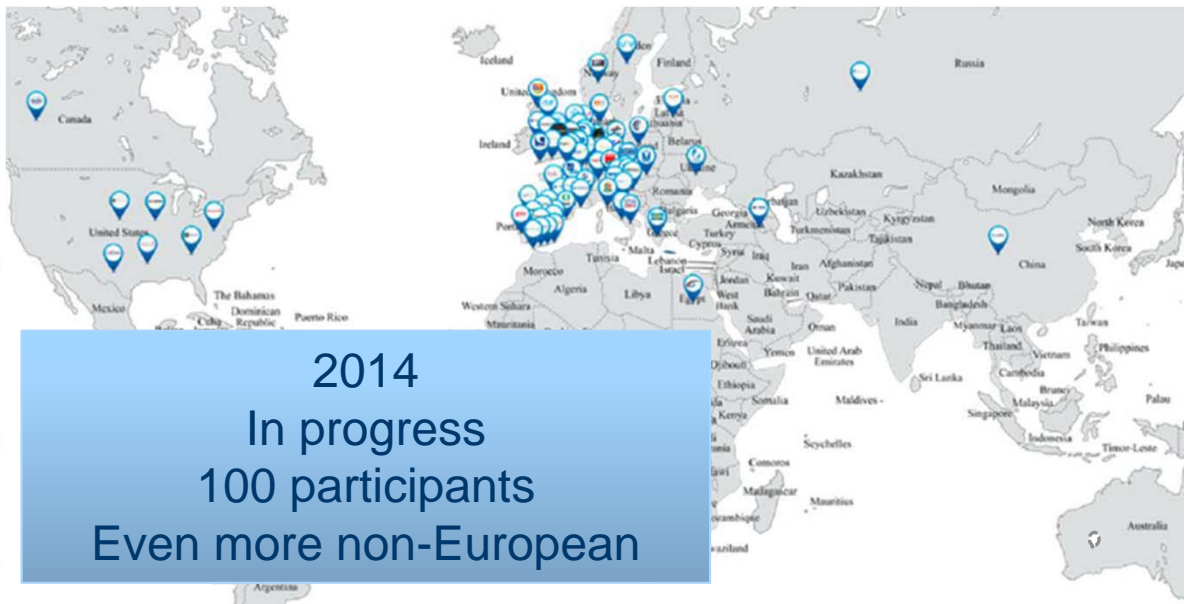 Iceland
Finland
Russia
Canada
Ireland
Belarus
Kazakhstan
Mongolia
Romania
Georgia
Uzbekistan
Kyrgyzstan
North Korea
United States
Turkey
Turkmenistan
Tajikistan
South Korea
Malta
Cyprus
Syria
Iraq
Iran
Afghanistan
China
Tunisia
Lebanon
Israel
Morocco
Jordan
Kuwait
Pakistan
Nepal
Bhutan
Algeria
Libya
Egypt
West
Bank
Bahrain
Qatar
Bangladesh
Mexico
The Bahamas
Cuba
Dominican
Republic
Puerto Rico
Western Sahara
Mauritania
Saudi
Arabia
Oman
India
Myanmar
Laos
Taiwan
Eritrea
Yemen
United Arab
Emirates
Thailand
Vietnam
Philippines
Djibouti
Ethiopia
Cambodia
Sri Lanka
Somalia
Maldives
Brunei
Malaysia
Palau
Kenya
Singapore
Seychelles
Indonesia
Timor-Leste
Comoros
Madagascar
Mauritius
Australia
2014
In progress
100 participants
Even more non-European
Argentina